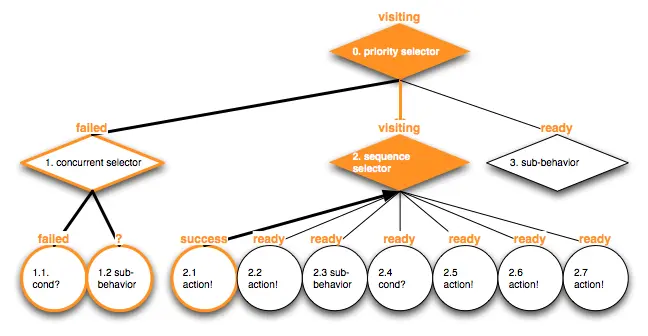 visiting
0. priority selector
failed
visiting
ready
1. concurrent selector
2. sequence
selector
3. sub-behavior
failed
?
success
ready
ready
ready
ready
ready
ready
1.1.
cond?
1.2 sub-
behavior
2.1
action!
2.2
action!
2.3 sub-
behavior
2.4
cond?
2.5
action!
2.6
action!
2.7
action!